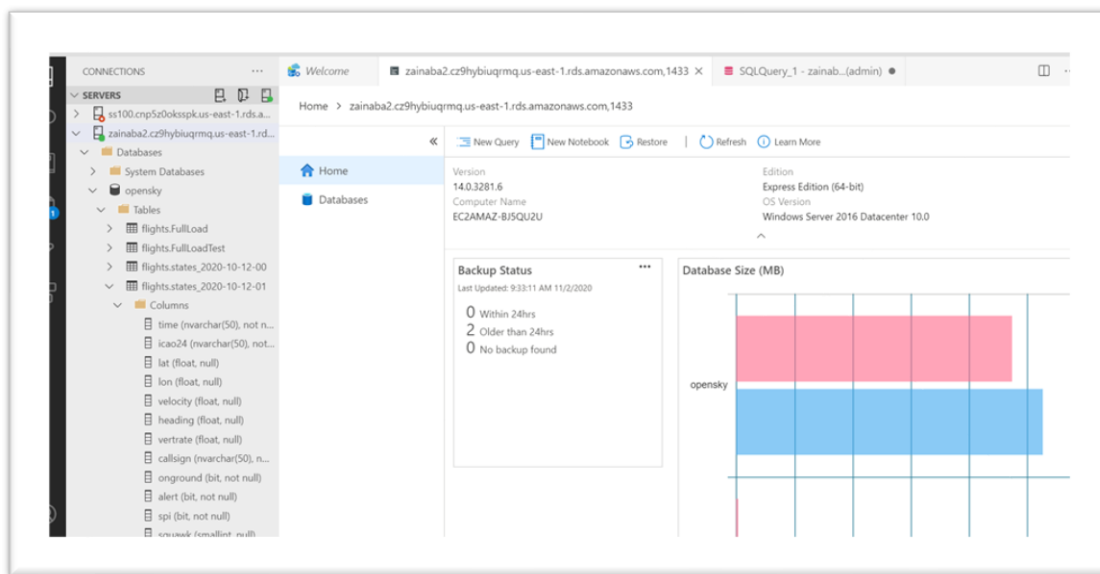 CONNECTIONS
SERVERS
ss100.cnp5z0oksspk.us-east-1.rds.a...
zainaba2.cz9hybiuqrmq.us-east-1.rd...
Databases
System Databases
opensky
Tables
flights.FullLoad
flights.FullLoadTest
flights.states_2020-10-12-00
flights.states_2020-10-12-01
Columns
time (nvarchar(50), not n...
icao24 (nvarchar(50), not...
lat (float, null)
lon (float, null)
velocity (float, null)
heading (float, null)
vertrate (float, null)
callsign (nvarchar(50), n...
onground (bit, not null)
alert (bit, not null)
spi (bit, not null)
squawk (smallint, null)
Welcome
zainaba2.cz9hybiuqrmq.us-east-1.rds.amazonaws.com,1433
SQLQuery_1 - zainab...(admin)
Home > zainaba2.cz9hybiuqrmq.us-east-1.rds.amazonaws.com,1433
Home
Databases
New Query New Notebook Restore Refresh Learn More
Version
14.0.3281.6
Computer Name
EC2AMAZ-BJ5QU2U
Edition
Express Edition (64-bit)
OS Version
Windows Server 2016 Datacenter 10.0
Backup Status
Last Updated: 9:33:11 AM 11/2/2020
0 Within 24hrs
2 Older than 24hrs
0 No backup found
Database Size (MB)
opensky
1